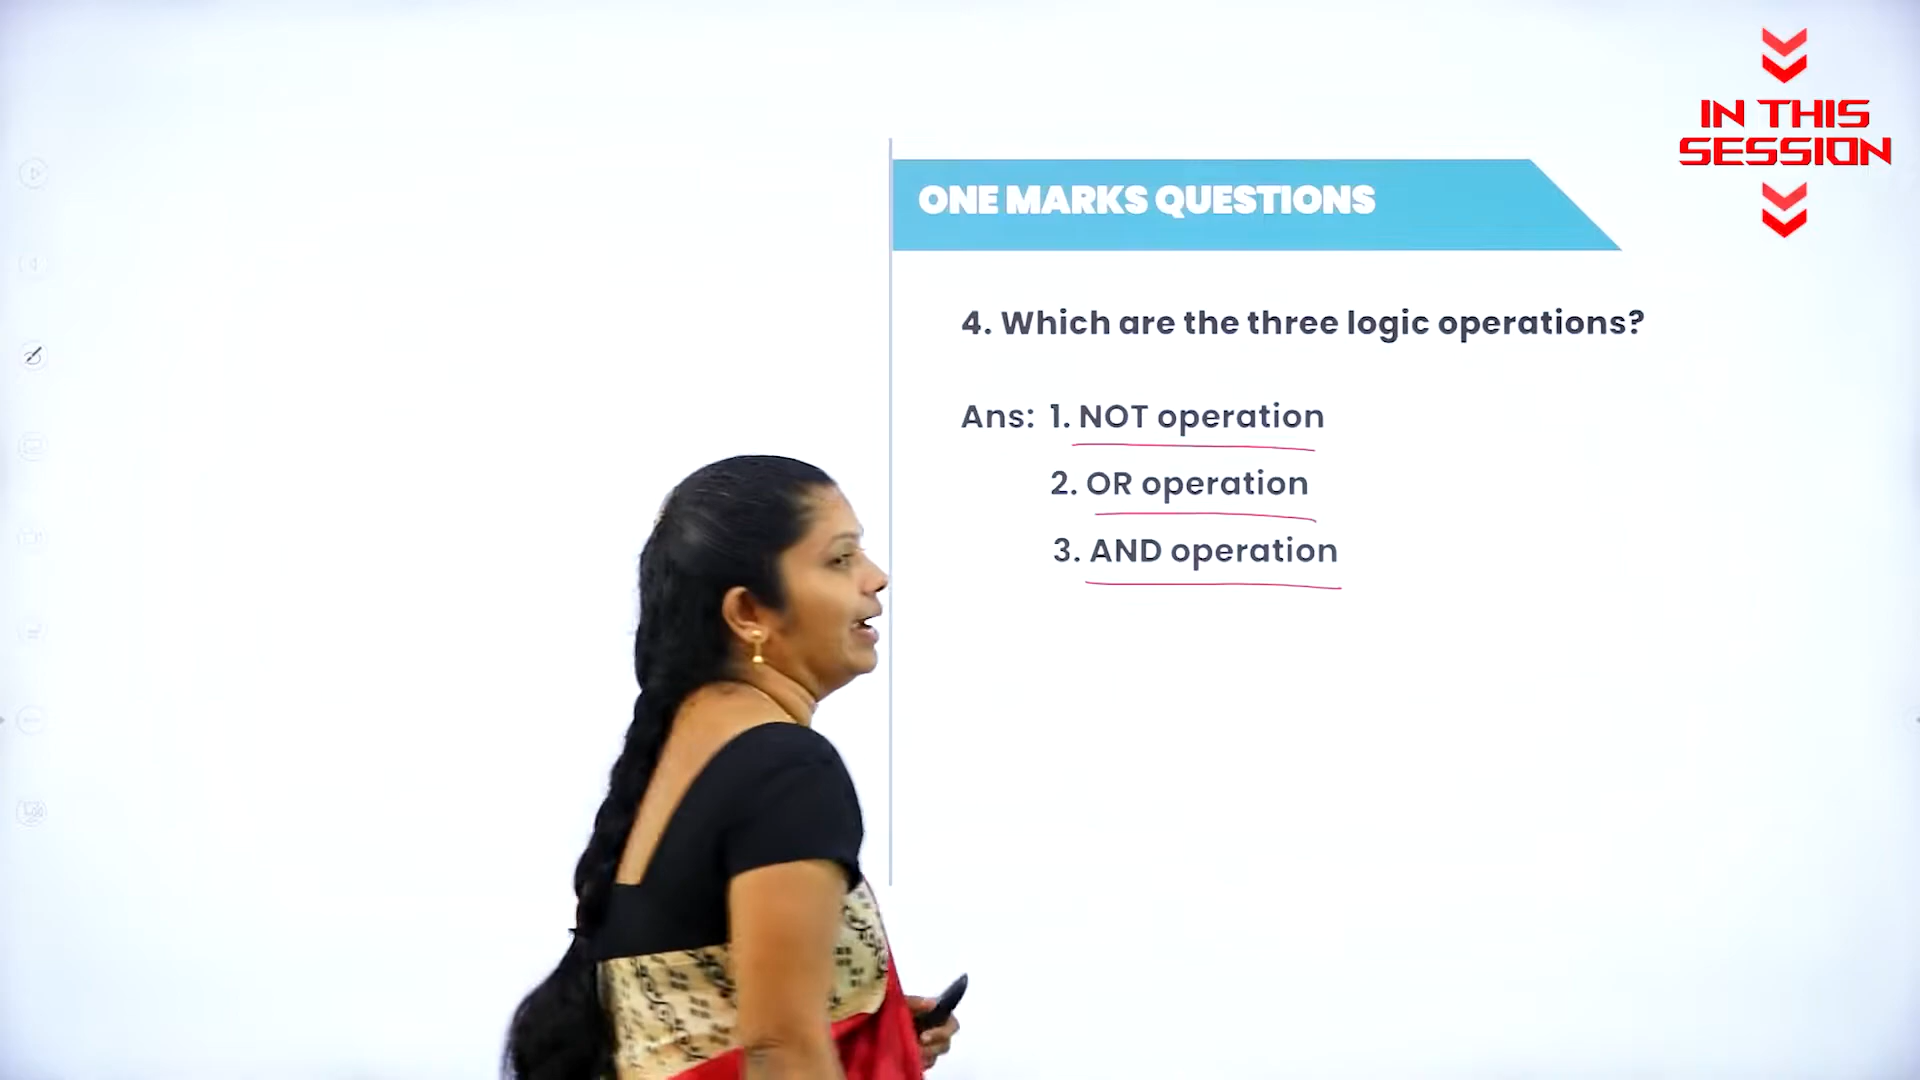 IN THIS
SESSION
ONE MARKS QUESTIONS
4. Which are the three logic operations?
Ans: 1. NOT operation
2. OR operation
3. AND operation